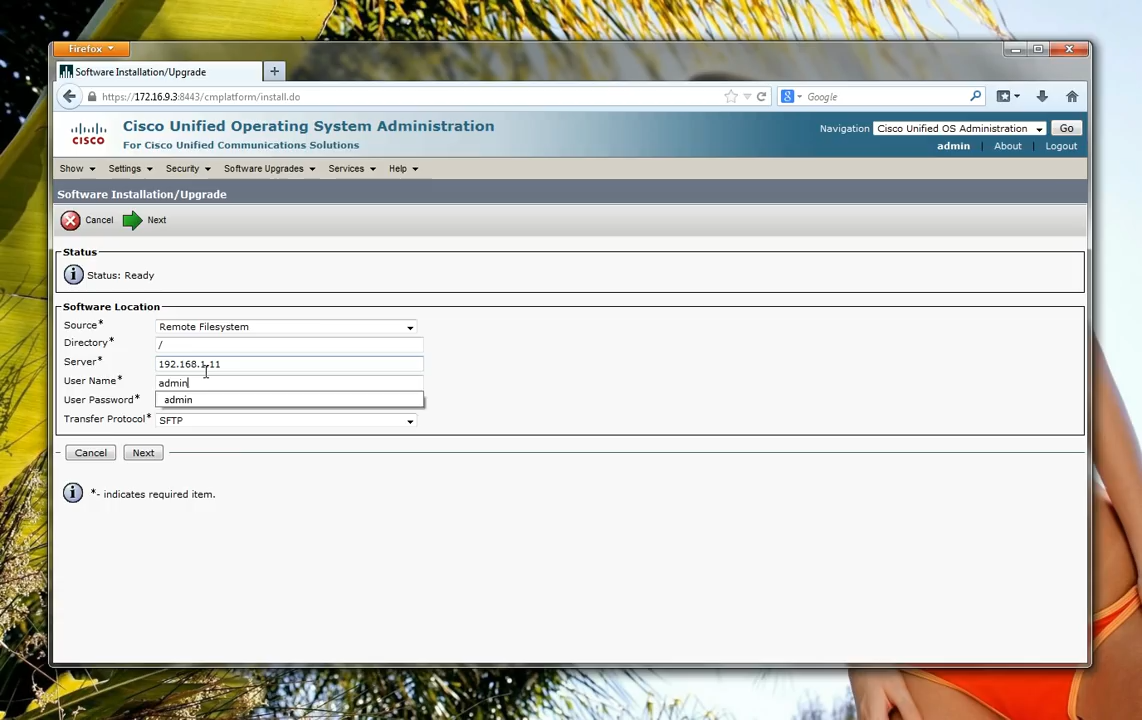 Firefox
Software Installation/Upgrade
https://172.16.9.3:8443/cmplatform/install.do
Google
CISCO
Cisco Unified Operating System Administration
For Cisco Unified Communications Solutions
Navigation Cisco Unified OS Administration Go
admin | About | Logout
Show Settings Security Software Upgrades Services Help
Software Installation/Upgrade
Cancel Next
Status
Status: Ready
Software Location
Source* Remote Filesystem
Directory* /
Server* 192.168.1.11
User Name* admin
User Password* admin
Transfer Protocol* SFTP
Cancel Next
*- indicates required item.